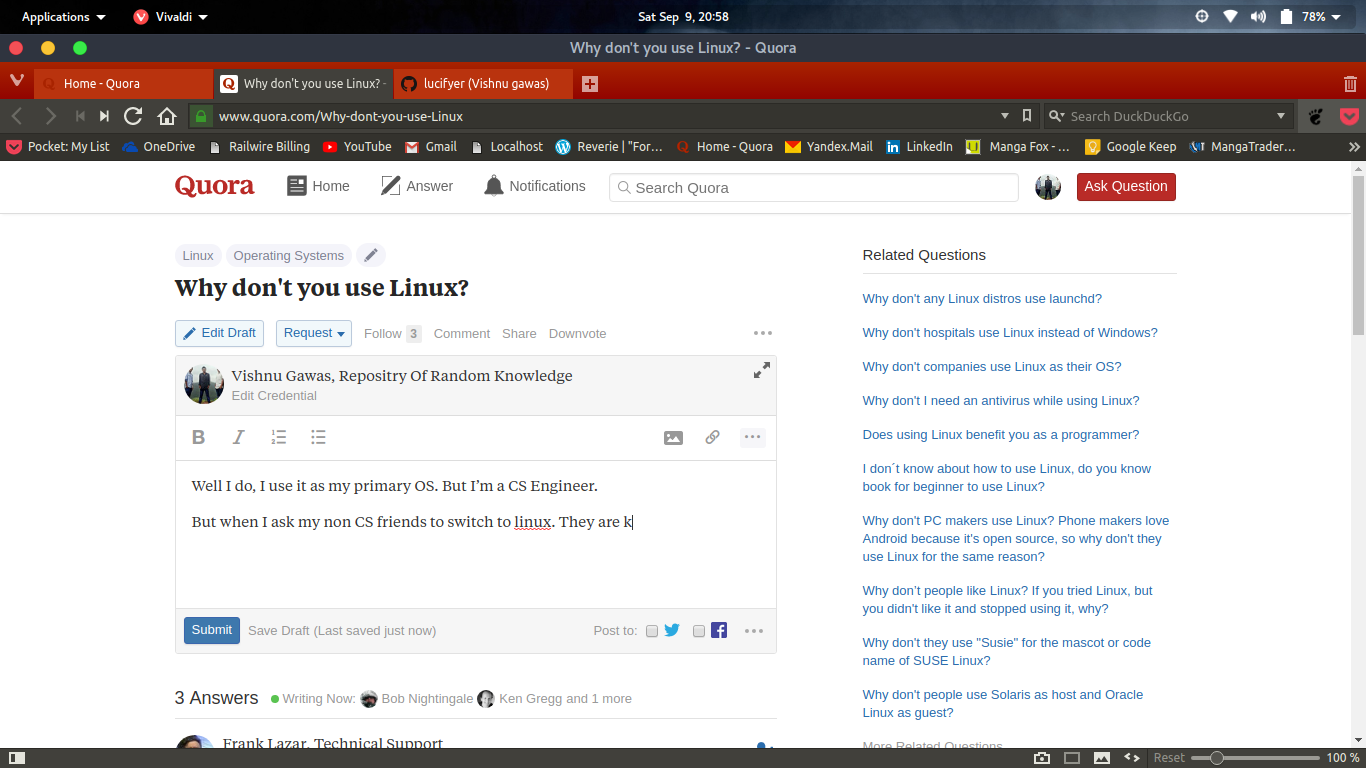 Applications Vivaldi Sat Sep 9, 20:58 78%
Why don't you use Linux? - Quora
Home - Quora Why don't you use Linux? - lucifyer (Vishnu gawas)
www.quora.com/Why-dont-you-use-Linux Search DuckDuckGo
Pocket: My List OneDrive Railwire Billing YouTube Gmail Localhost Reverie | "For… Home - Quora Yandex.Mail LinkedIn Manga Fox - … Google Keep MangaTrader…
Quora Home Answer Notifications Search Quora Ask Question
Linux Operating Systems
Why don't you use Linux?
Edit Draft Request Follow 3 Comment Share Downvote
Vishnu Gawas, Repositry Of Random Knowledge
Edit Credential
B I
Well I do, I use it as my primary OS. But I’m a CS Engineer.
But when I ask my non CS friends to switch to linux. They are k
Submit Save Draft (Last saved just now) Post to:
3 Answers Writing Now: Bob Nightingale Ken Gregg and 1 more
Frank Lazar, Technical Support
Related Questions
Why don't any Linux distros use launchd?
Why don't hospitals use Linux instead of Windows?
Why don't companies use Linux as their OS?
Why don't I need an antivirus while using Linux?
Does using Linux benefit you as a programmer?
I don´t know about how to use Linux, do you know
book for beginner to use Linux?
Why don't PC makers use Linux? Phone makers love
Android because it's open source, so why don't they
use Linux for the same reason?
Why don’t people like Linux? If you tried Linux, but
you didn't like it and stopped using it, why?
Why don't they use "Susie" for the mascot or code
name of SUSE Linux?
Why don't people use Solaris as host and Oracle
Linux as guest?
More Related Questions
Reset 100 %